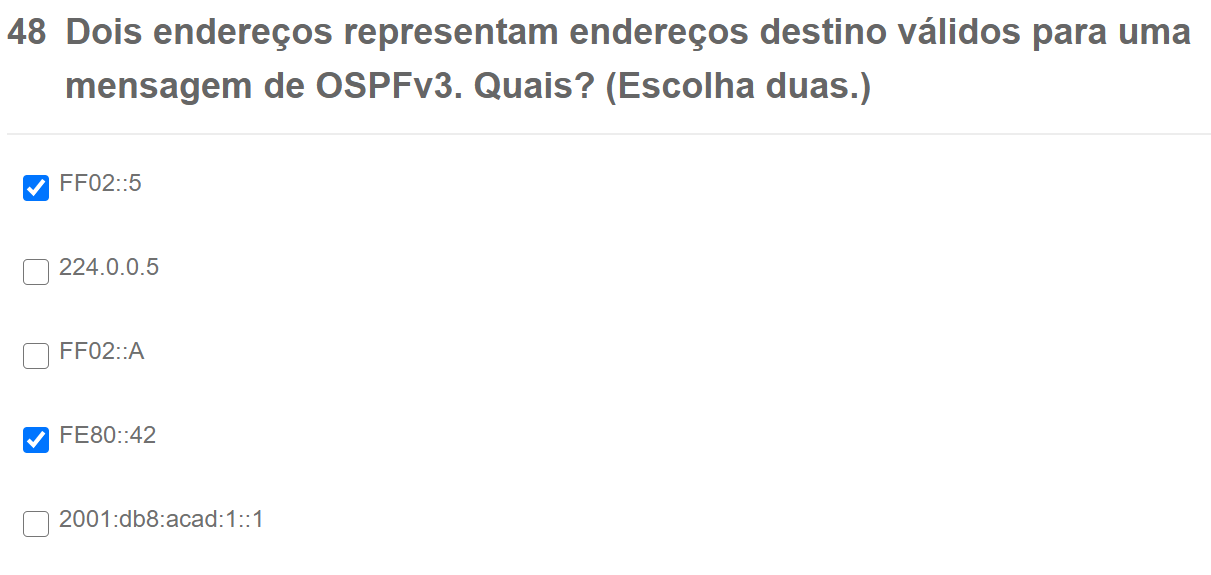 48 Dois endereços representam endereços destino válidos para uma
mensagem de OSPFv3. Quais? (Escolha duas.)
FF02::5
224.0.0.5
FF02::A
FE80::42
2001:db8:acad:1::1